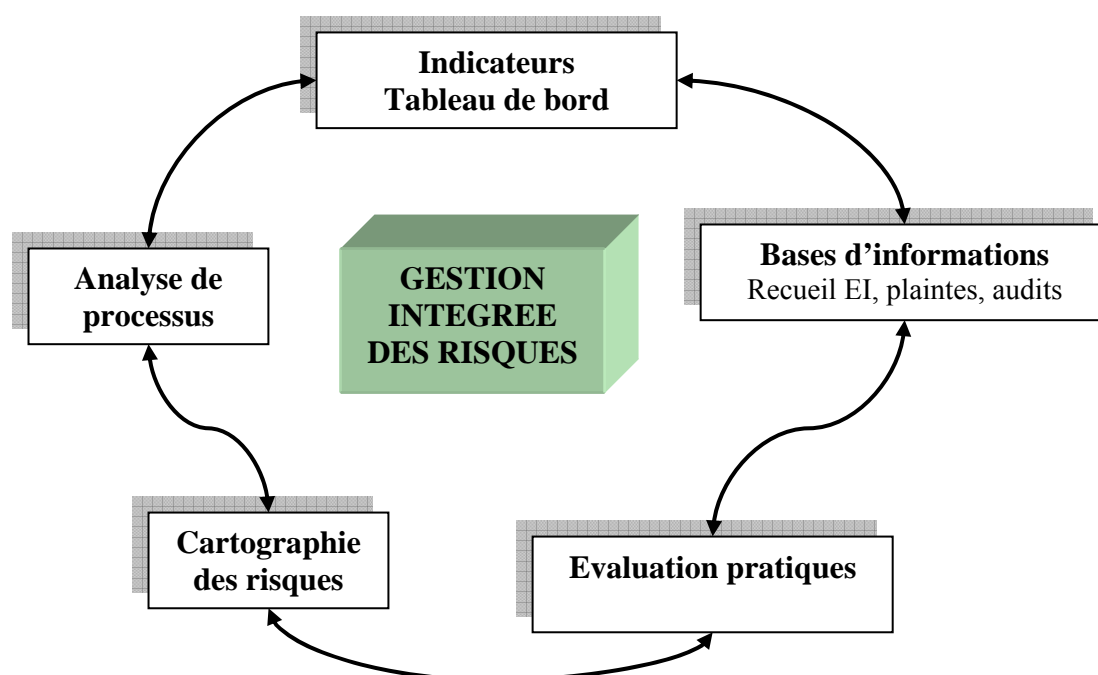 Indicateurs
Tableau de bord
Bases d’informations
Recueil EI, plaintes, audits
Analyse de
processus
GESTION
INTEGREE
DES RISQUES
Cartographie
des risques
Evaluation pratiques